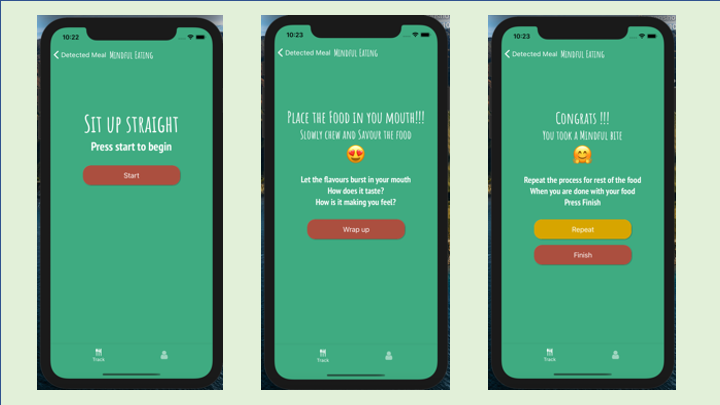 10:22
Detected Meal Mindful Eating
Sit up straight
Press start to begin
Start
Track
10:23
Detected Meal Mindful Eating
Place the Food in you mouth!!!
Slowly chew and Savour the food
Let the flavours burst in your mouth
How does it taste?
How is it making you feel?
Wrap up
Track
10:23
Detected Meal Mindful Eating
Congrats !!!
You took a Mindful bite
Repeat the process for rest of the food
When you are done with your food
Press Finish
Repeat
Finish
Track